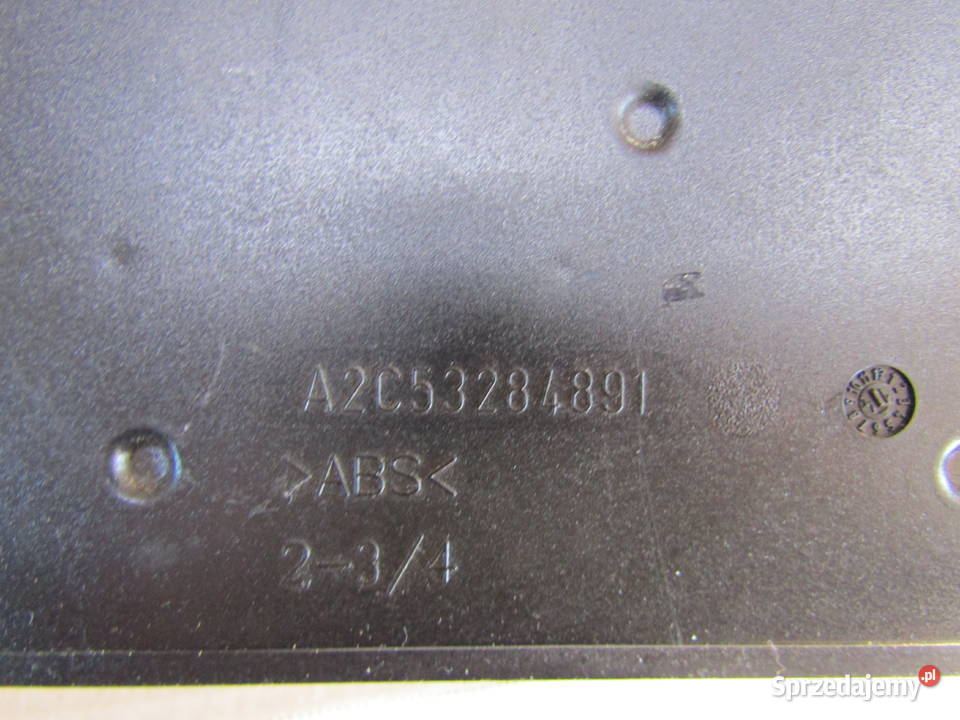 A2C53284891
>ABS<
2-3/4
Sprzedajemy.pl